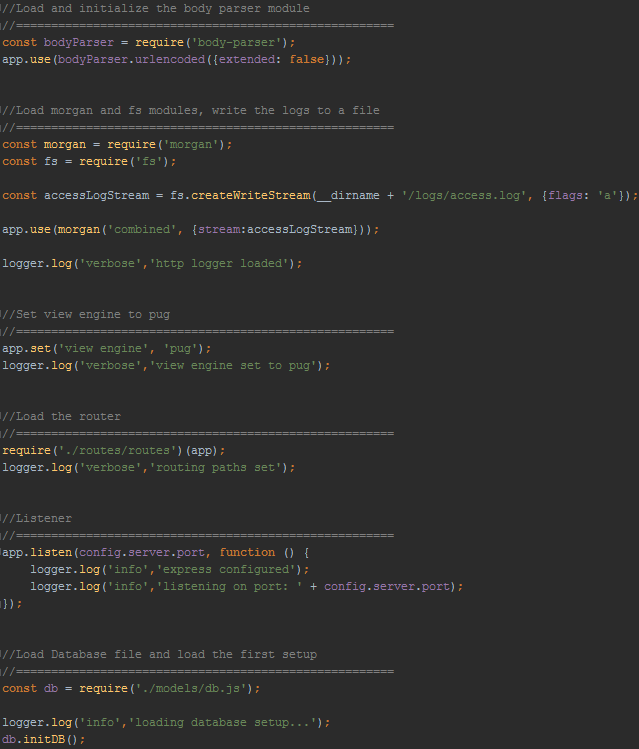 //Load and initialize the body parser module
//======================================================
const bodyParser = require('body-parser');
app.use(bodyParser.urlencoded({extended: false}));
//Load morgan and fs modules, write the logs to a file
//======================================================
const morgan = require('morgan');
const fs = require('fs');
const accessLogStream = fs.createWriteStream(__dirname + '/logs/access.log', {flags: 'a'});
app.use(morgan('combined', {stream:accessLogStream}));
logger.log('verbose','http logger loaded');
//Set view engine to pug
//======================================================
app.set('view engine', 'pug');
logger.log('verbose','view engine set to pug');
//Load the router
//======================================================
require('./routes/routes')(app);
logger.log('verbose','routing paths set');
//Listener
//======================================================
app.listen(config.server.port, function () {
    logger.log('info','express configured');
    logger.log('info','listening on port: ' + config.server.port);
});
//Load Database file and load the first setup
//======================================================
const db = require('./models/db.js');
logger.log('info','loading database setup...');
db.initDB();